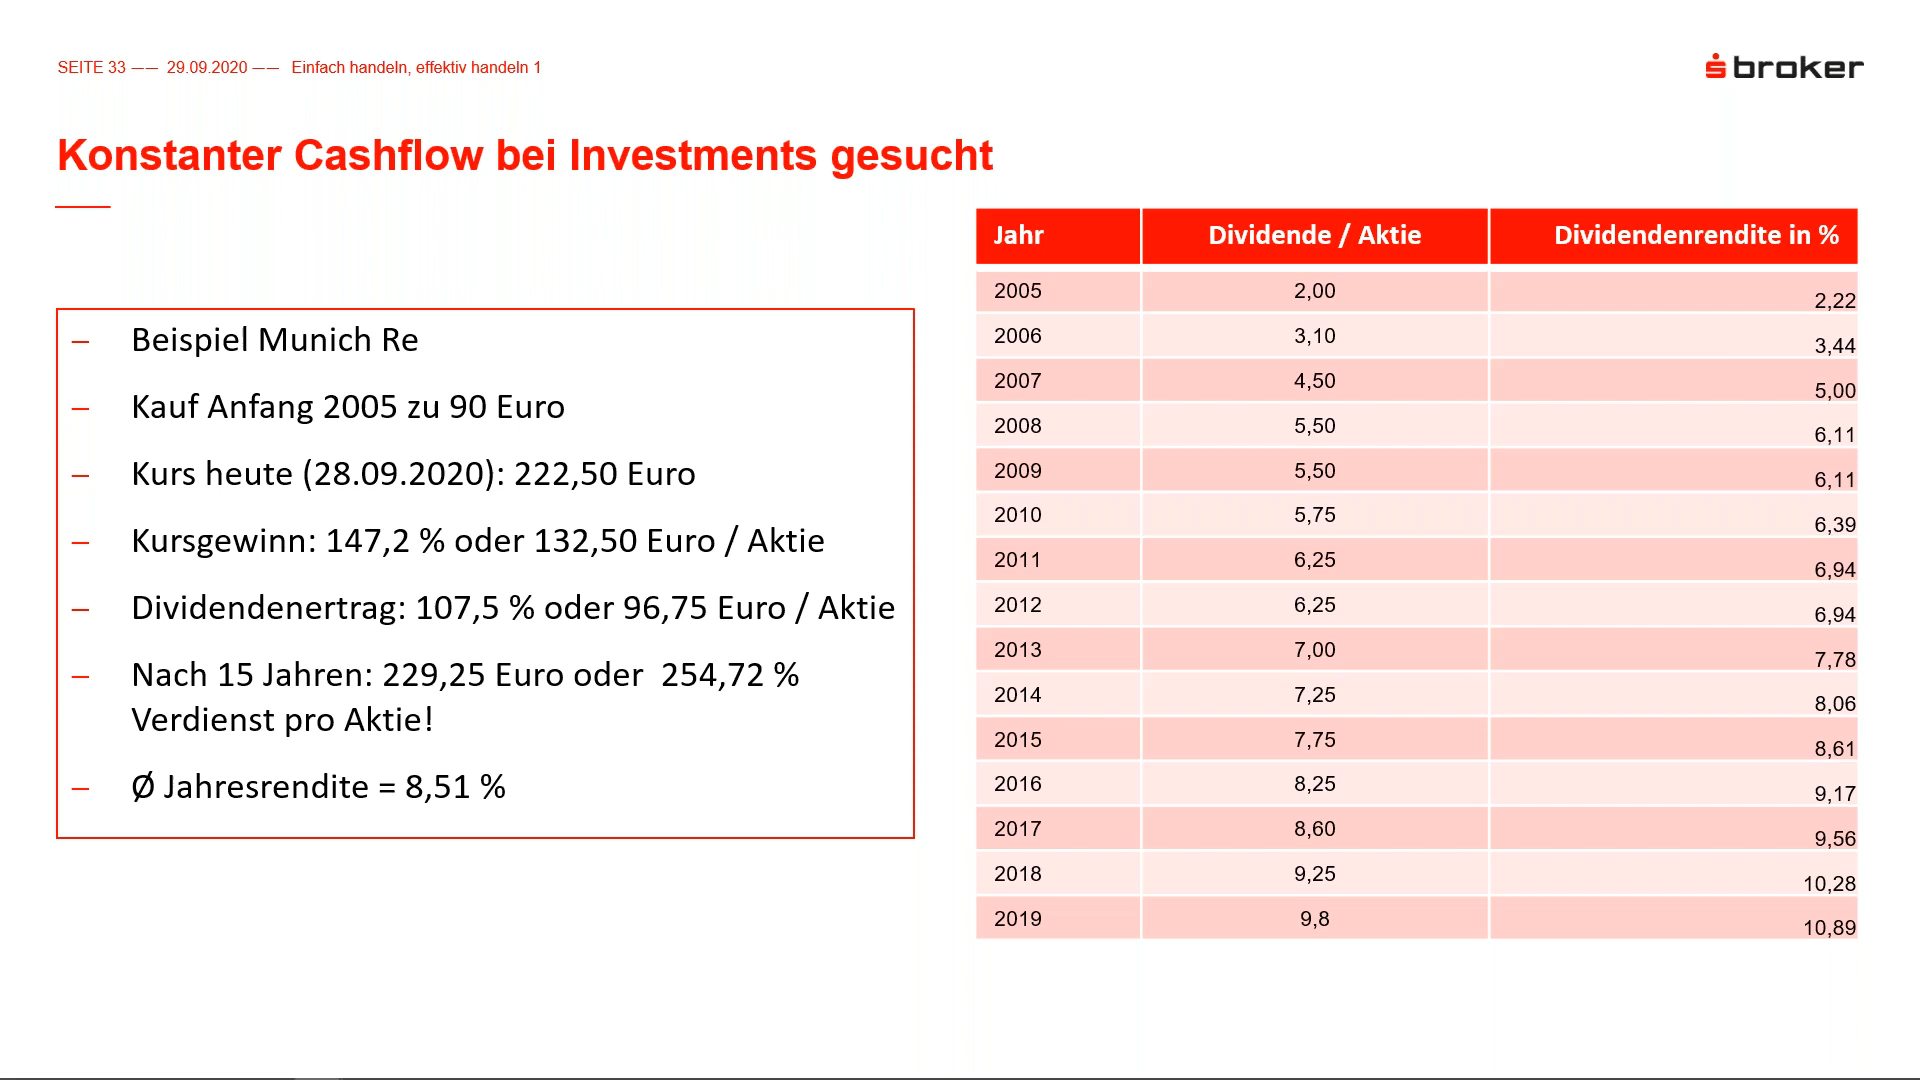 SEITE 33 —— 29.09.2020 —— Einfach handeln, effektiv handeln 1
broker
Konstanter Cashflow bei Investments gesucht
– Beispiel Munich Re
– Kauf Anfang 2005 zu 90 Euro
– Kurs heute (28.09.2020): 222,50 Euro
– Kursgewinn: 147,2 % oder 132,50 Euro / Aktie
– Dividendenertrag: 107,5 % oder 96,75 Euro / Aktie
– Nach 15 Jahren: 229,25 Euro oder 254,72 %
Verdienst pro Aktie!
– Ø Jahresrendite = 8,51 %
Jahr Dividende / Aktie Dividendenrendite in %
2005 2,00 2,22
2006 3,10 3,44
2007 4,50 5,00
2008 5,50 6,11
2009 5,50 6,11
2010 5,75 6,39
2011 6,25 6,94
2012 6,25 6,94
2013 7,00 7,78
2014 7,25 8,06
2015 7,75 8,61
2016 8,25 9,17
2017 8,60 9,56
2018 9,25 10,28
2019 9,8 10,89